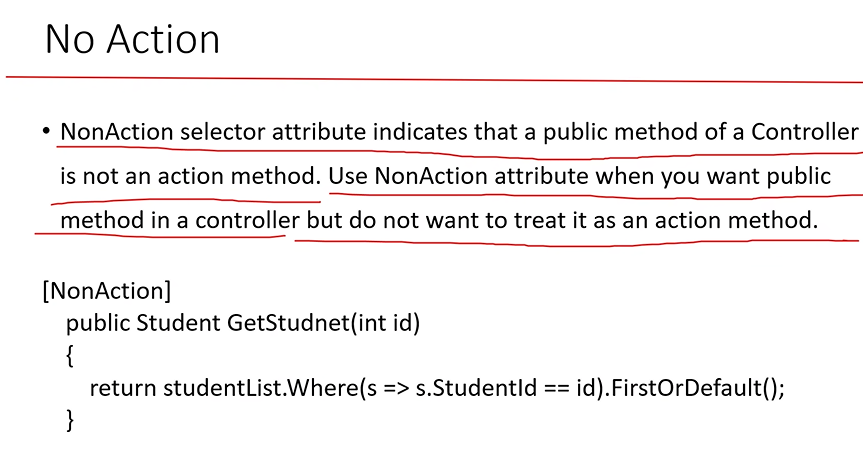 No Action
• NonAction selector attribute indicates that a public method of a Controller
is not an action method. Use NonAction attribute when you want public
method in a controller but do not want to treat it as an action method.
[NonAction]
public Student GetStudnet(int id)
{
return studentList.Where(s => s.StudentId == id).FirstOrDefault();
}